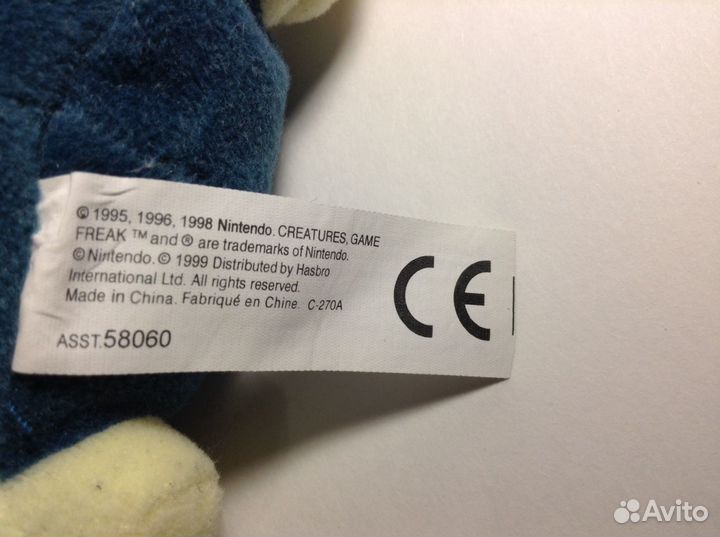 © 1995, 1996, 1998 Nintendo. CREATURES, GAME
FREAK ™ and ® are trademarks of Nintendo.
© Nintendo. © 1999 Distributed by Hasbro
International Ltd. All rights reserved.
Made in China. Fabriqué en Chine. C-270A
ASST.58060
CE
Avito